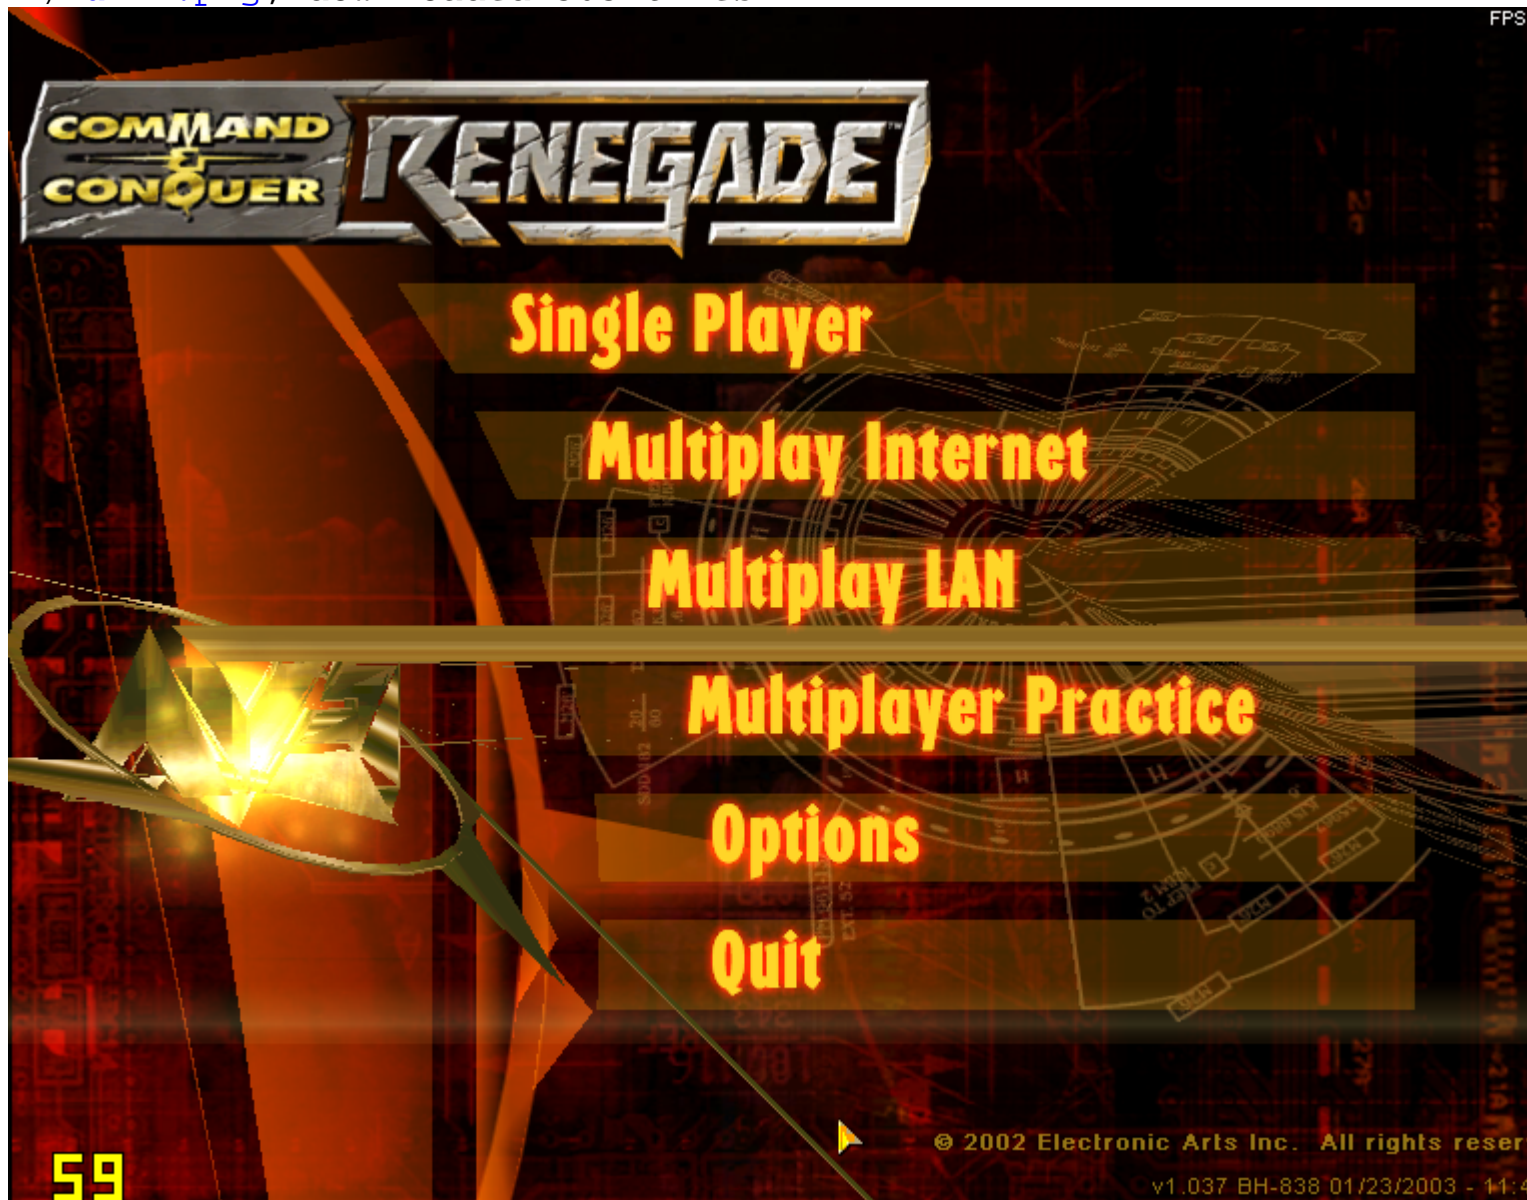 FPS
COMMAND
&
CONQUER
RENEGADE™
Single Player
Multiplay Internet
Multiplay LAN
Multiplayer Practice
Options
Quit
© 2002 Electronic Arts Inc. All rights reser
59
v1.037 BH-838 01/23/2003 - 11:4